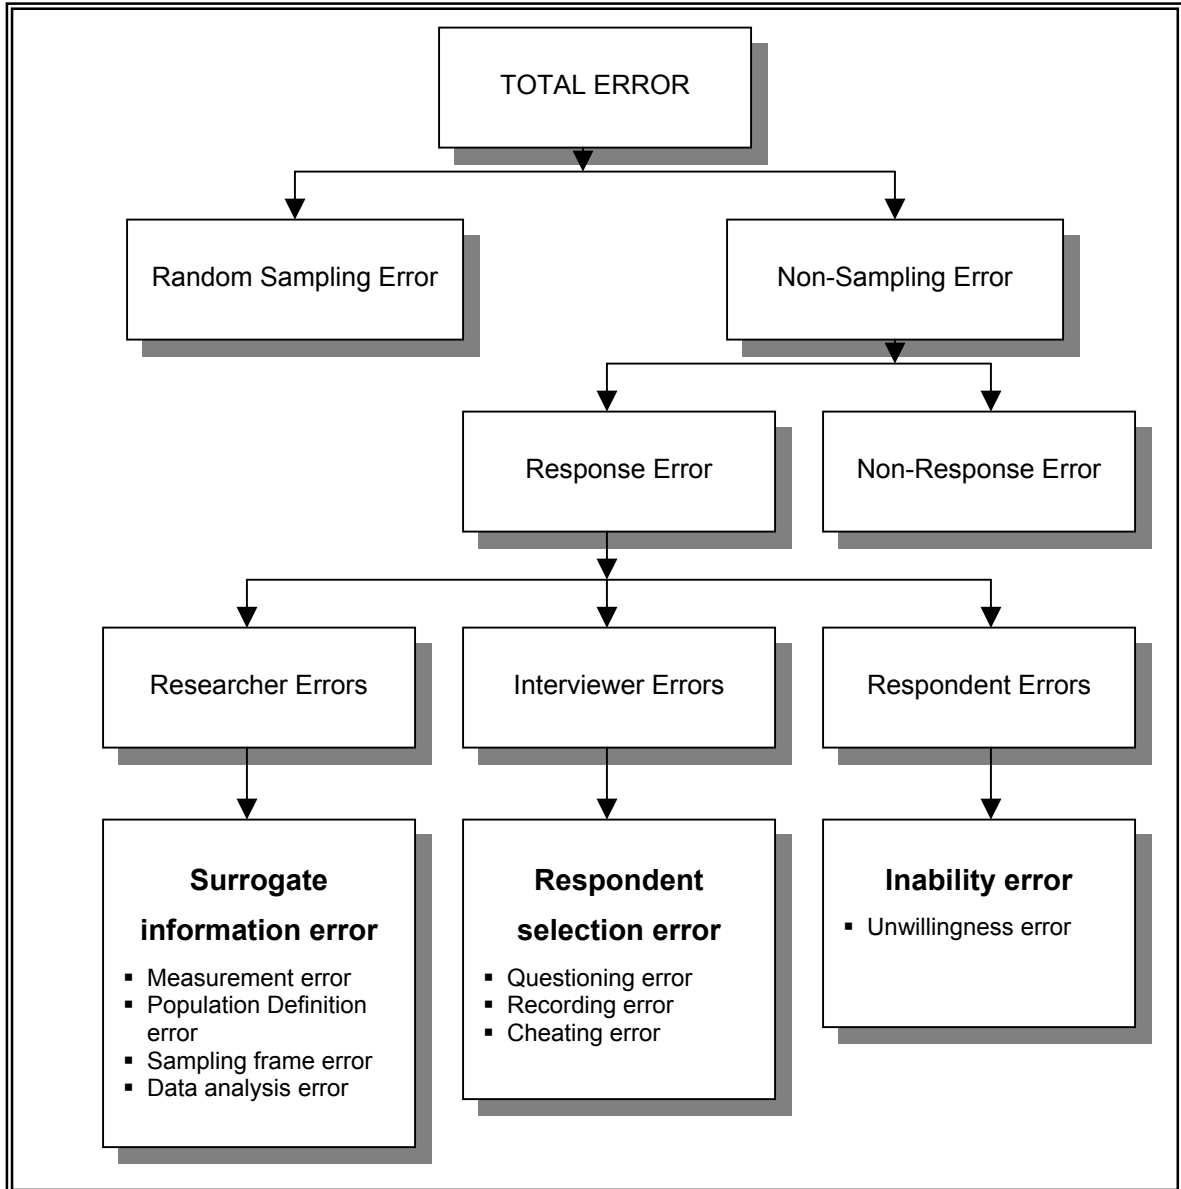 TOTAL ERROR
Random Sampling Error
Non-Sampling Error
Response Error
Non-Response Error
Researcher Errors
Interviewer Errors
Respondent Errors
Surrogate
information error
▪ Measurement error
▪ Population Definition
error
▪ Sampling frame error
▪ Data analysis error
Respondent
selection error
▪ Questioning error
▪ Recording error
▪ Cheating error
Inability error
▪ Unwillingness error